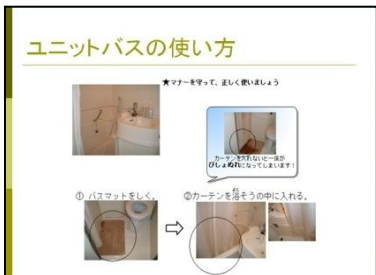 ユニットバスの使い方
★マナーを守って、正しく使いましょう
カーテンを入れないと一床が
びしょぬれになってしまいます!
① バスマットをしく。
②カーテンを浴そうの中に入れる。